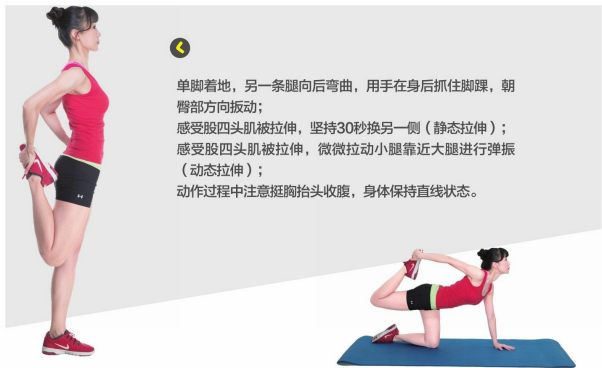 单脚着地，另一条腿向后弯曲，用手在身后抓住脚踝，朝
臀部方向扳动；
感受股四头肌被拉伸，坚持30秒换另一侧（静态拉伸）；
感受股四头肌被拉伸，微微拉动小腿靠近大腿进行弹振
（动态拉伸）；
动作过程中注意挺胸抬头收腹，身体保持直线状态。